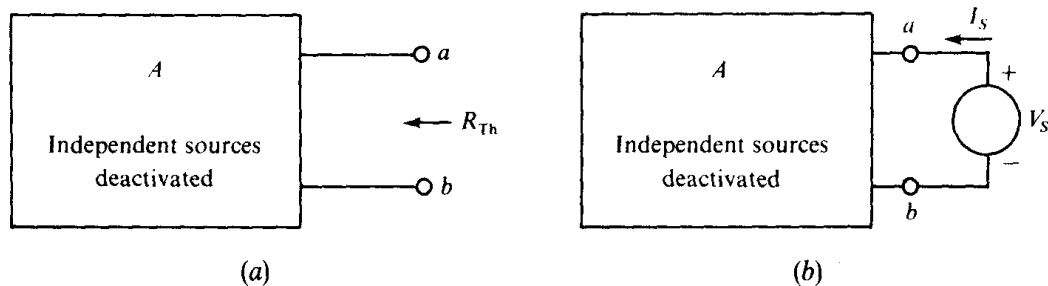 A
Independent sources
deactivated
a
R_Th
b
(a)
A
Independent sources
deactivated
I_S
a
+
V_S
−
b
(b)